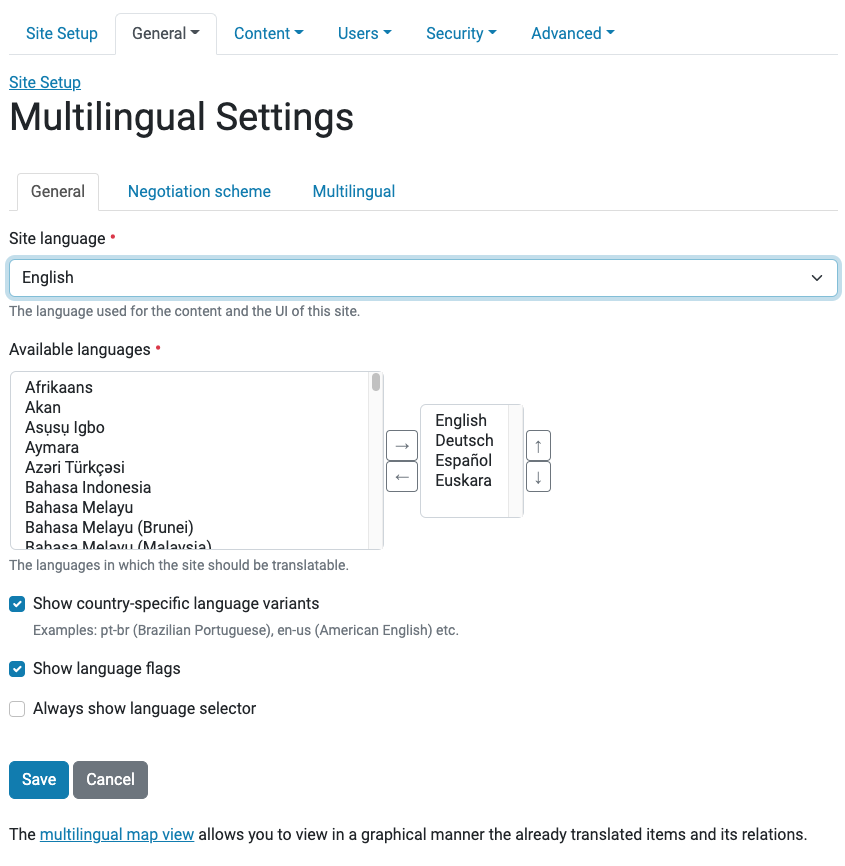 Site Setup General Content Users Security Advanced
Site Setup
Multilingual Settings
General Negotiation scheme Multilingual
Site language •
English
The language used for the content and the UI of this site.
Available languages •
Afrikaans
Akan
Asụsụ Igbo
Aymara
Azəri Türkçəsi
Bahasa Indonesia
Bahasa Melayu
Bahasa Melayu (Brunei)
Bahasa Melayu (Malaysia)
→
←
English
Deutsch
Español
Euskara
↑
↓
The languages in which the site should be translatable.
Show country-specific language variants
Examples: pt-br (Brazilian Portuguese), en-us (American English) etc.
Show language flags
Always show language selector
Save Cancel
The multilingual map view allows you to view in a graphical manner the already translated items and its relations.